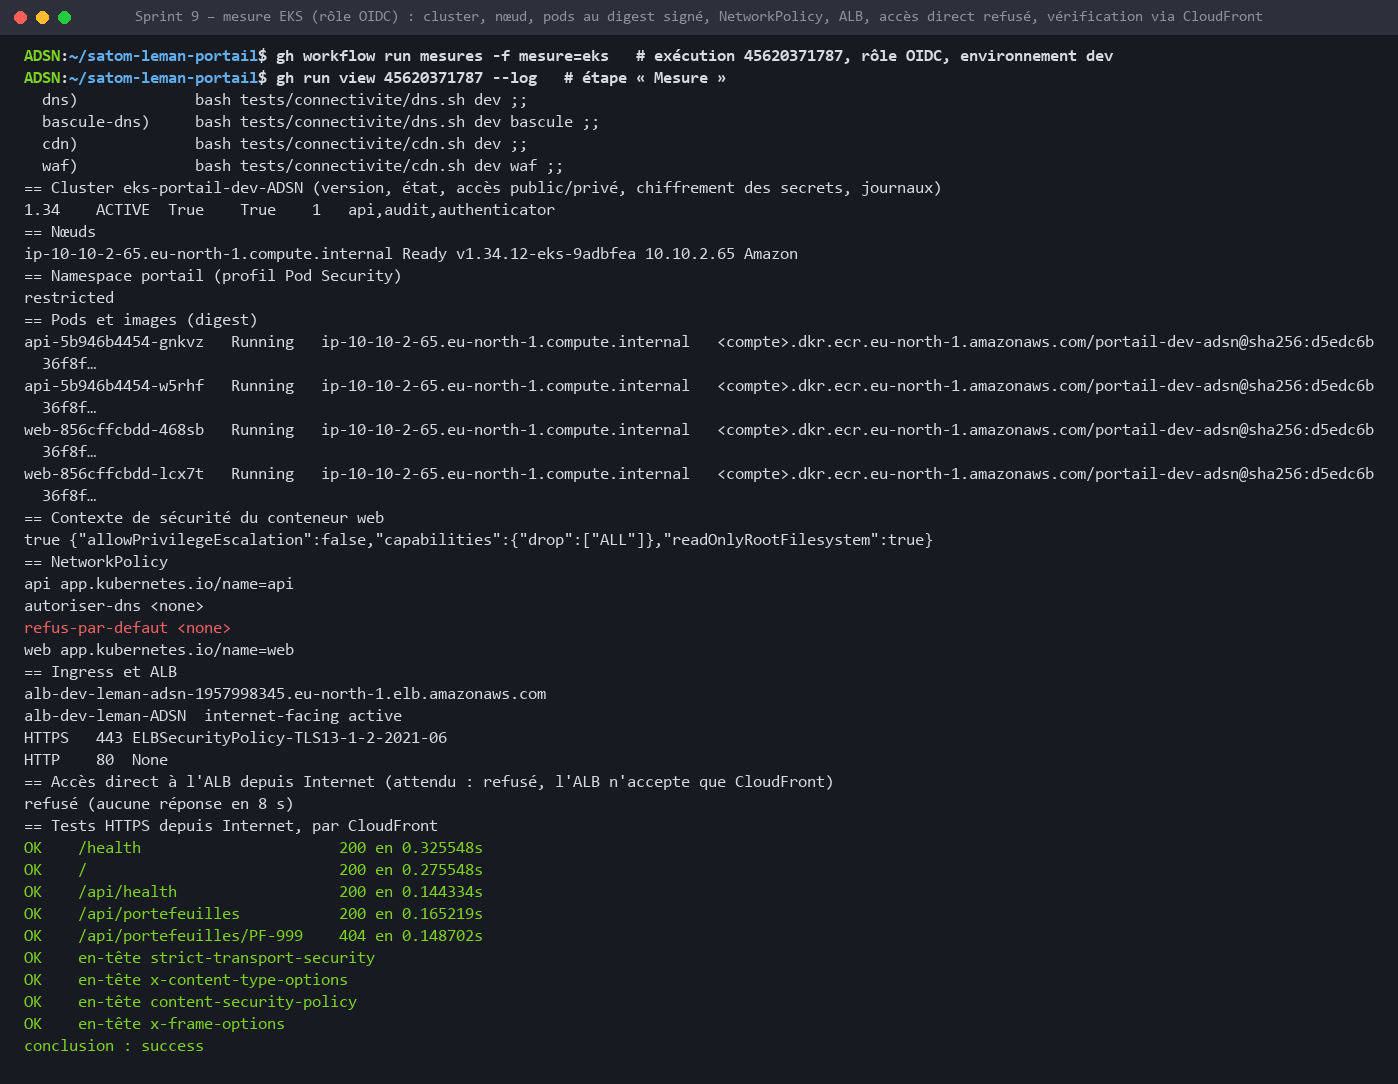 Sprint 9 – mesure EKS (rôle OIDC) : cluster, nœud, pods au digest signé, NetworkPolicy, ALB, accès direct refusé, vérification via CloudFront
ADSN:~/satom-leman-portail$ gh workflow run mesures -f mesure=eks   # exécution 45620371787, rôle OIDC, environnement dev
ADSN:~/satom-leman-portail$ gh run view 45620371787 --log   # étape « Mesure »
  dns)             bash tests/connectivite/dns.sh dev ;;
  bascule-dns)     bash tests/connectivite/dns.sh dev bascule ;;
  cdn)             bash tests/connectivite/cdn.sh dev ;;
  waf)             bash tests/connectivite/cdn.sh dev waf ;;
== Cluster eks-portail-dev-ADSN (version, état, accès public/privé, chiffrement des secrets, journaux)
1.34    ACTIVE  True    True    1   api,audit,authenticator
== Nœuds
ip-10-10-2-65.eu-north-1.compute.internal Ready v1.34.12-eks-9adbfea 10.10.2.65 Amazon
== Namespace portail (profil Pod Security)
restricted
== Pods et images (digest)
api-5b946b4454-gnkvz   Running   ip-10-10-2-65.eu-north-1.compute.internal   <compte>.dkr.ecr.eu-north-1.amazonaws.com/portail-dev-adsn@sha256:d5edc6b
  36f8f…
api-5b946b4454-w5rhf   Running   ip-10-10-2-65.eu-north-1.compute.internal   <compte>.dkr.ecr.eu-north-1.amazonaws.com/portail-dev-adsn@sha256:d5edc6b
  36f8f…
web-856cffcbdd-468sb   Running   ip-10-10-2-65.eu-north-1.compute.internal   <compte>.dkr.ecr.eu-north-1.amazonaws.com/portail-dev-adsn@sha256:d5edc6b
  36f8f…
web-856cffcbdd-lcx7t   Running   ip-10-10-2-65.eu-north-1.compute.internal   <compte>.dkr.ecr.eu-north-1.amazonaws.com/portail-dev-adsn@sha256:d5edc6b
  36f8f…
== Contexte de sécurité du conteneur web
true {"allowPrivilegeEscalation":false,"capabilities":{"drop":["ALL"]},"readOnlyRootFilesystem":true}
== NetworkPolicy
api app.kubernetes.io/name=api
autoriser-dns <none>
refus-par-defaut <none>
web app.kubernetes.io/name=web
== Ingress et ALB
alb-dev-leman-adsn-1957998345.eu-north-1.elb.amazonaws.com
alb-dev-leman-ADSN  internet-facing active
HTTPS   443 ELBSecurityPolicy-TLS13-1-2-2021-06
HTTP    80  None
== Accès direct à l'ALB depuis Internet (attendu : refusé, l'ALB n'accepte que CloudFront)
refusé (aucune réponse en 8 s)
== Tests HTTPS depuis Internet, par CloudFront
OK    /health                      200 en 0.325548s
OK    /                            200 en 0.275548s
OK    /api/health                  200 en 0.144334s
OK    /api/portefeuilles           200 en 0.165219s
OK    /api/portefeuilles/PF-999    404 en 0.148702s
OK    en-tête strict-transport-security
OK    en-tête x-content-type-options
OK    en-tête content-security-policy
OK    en-tête x-frame-options
conclusion : success